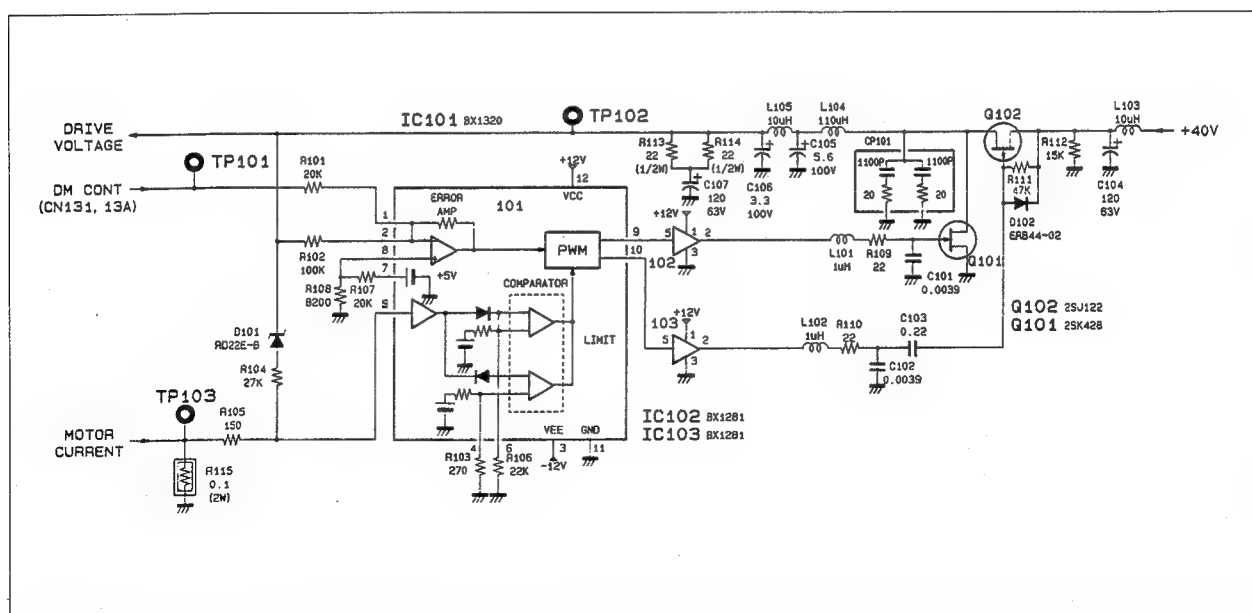 L105
10uH
L104
110uH
Q102
L103
10uH
IC101 BX1320
TP102
DRIVE
VOLTAGE
+40V
TP101
R113
22
(1/2W)
R114
22
(1/2W)
C105
5.6
100V
CP101
1100P
1100P
20
20
R112
15K
R101
20K
+12V
12
VCC
C107
120
63V
C106
3.3
100V
R111
47K
C104
120
63V
DM CONT
(CN131, 13A)
ERROR
AMP
101
D102
ERB44-02
1
2
8
7
5
+12V
5
1
2
3
102
9
10
PWM
R102
100K
+5V
L101
1uH
R109
22
Q101
C101
0.0039
R108
8200
R107
20K
COMPARATOR
LIMIT
Q102 2SJ122
Q101 2SK428
D101
RD22E-B
+12V
103
5
1
2
3
L102
1uH
R110
22
C103
0.22
R104
27K
C102
0.0039
TP103
R105
150
IC102 BX1281
IC103 BX1281
MOTOR
CURRENT
VEE
GND
4
6
3
11
R103
270
R106
22K
-12V
R115
0.1
(2W)